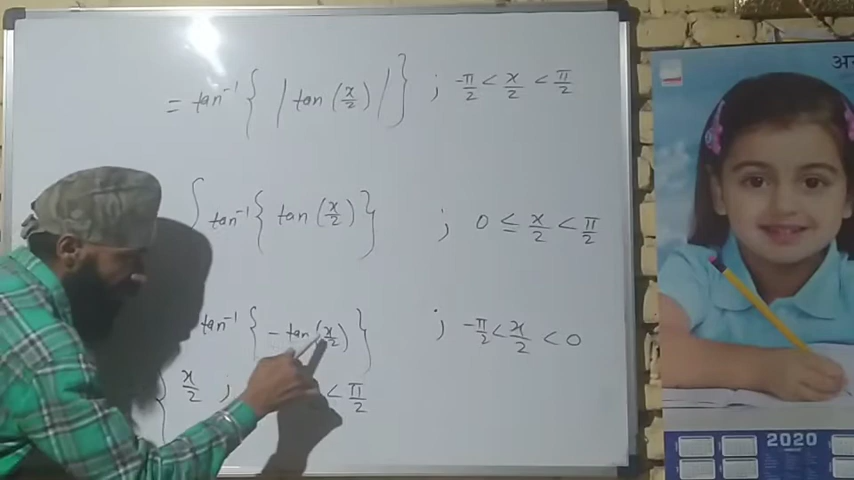 = tan⁻¹ { | tan (x/2) | } ; -π/2 < x/2 < π/2
{ tan⁻¹ { tan (x/2) } ; 0 ≤ x/2 < π/2
tan⁻¹ { - tan (x/2) } ; -π/2 < x/2 < 0
{ x/2 ; < π/2
2020